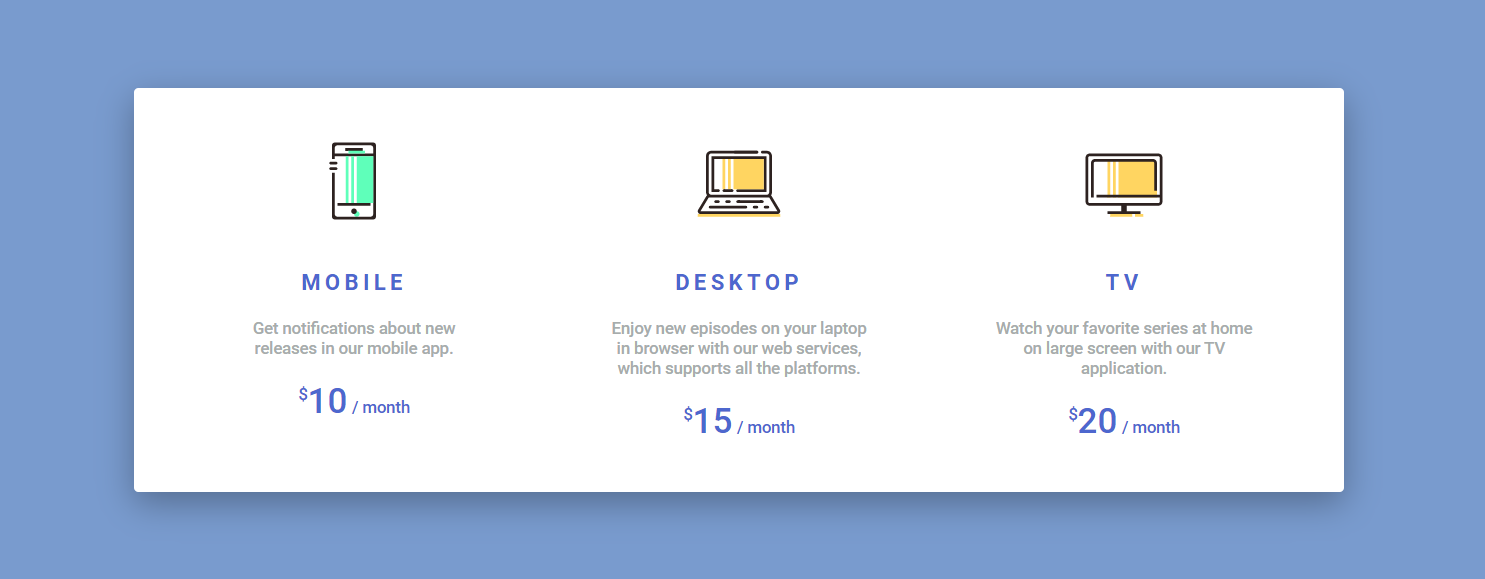 MOBILE
Get notifications about new
releases in our mobile app.
$10 / month
DESKTOP
Enjoy new episodes on your laptop
in browser with our web services,
which supports all the platforms.
$15 / month
TV
Watch your favorite series at home
on large screen with our TV
application.
$20 / month